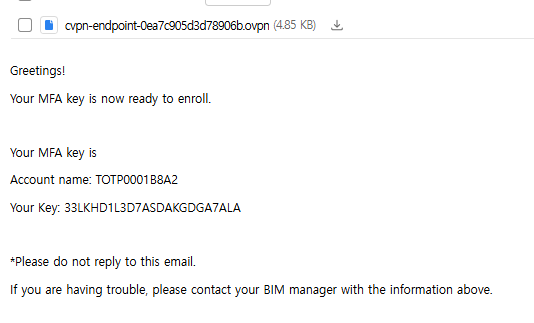 cvpn-endpoint-0ea7c905d3d78906b.ovpn (4.85 KB)
Greetings!
Your MFA key is now ready to enroll.
Your MFA key is
Account name: TOTP0001B8A2
Your Key: 33LKHD1L3D7ASDAKGDGA7ALA
*Please do not reply to this email.
If you are having trouble, please contact your BIM manager with the information above.